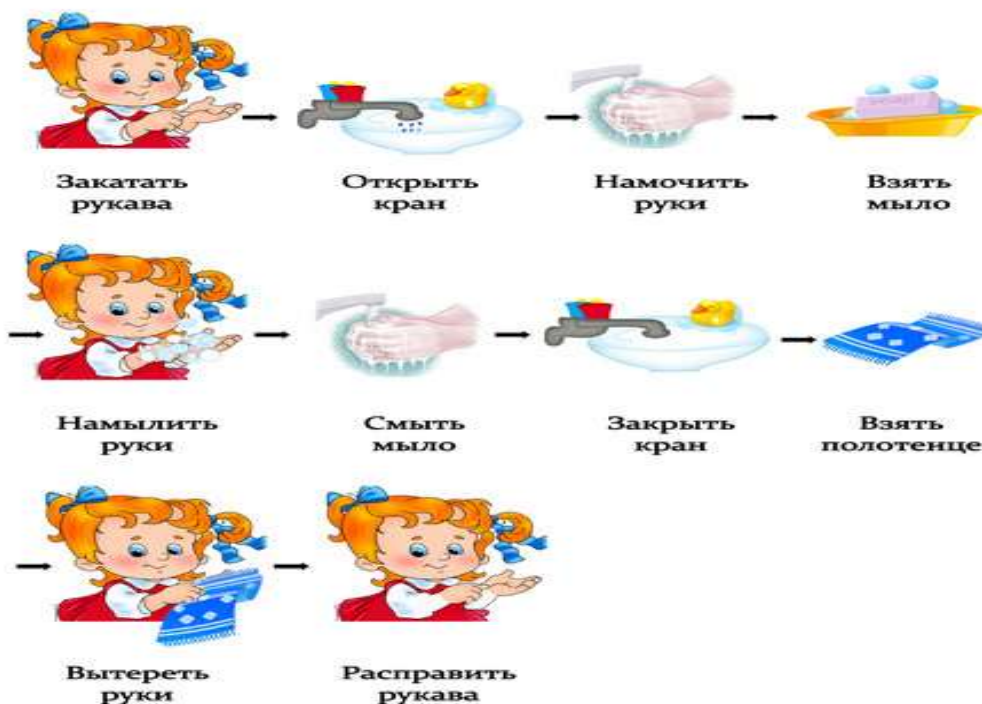 Закатать
рукава
Открыть
кран
Намочить
руки
Взять
мыло
Намылить
руки
Смыть
мыло
Закрыть
кран
Взять
полотенце
Вытереть
руки
Расправить
рукава